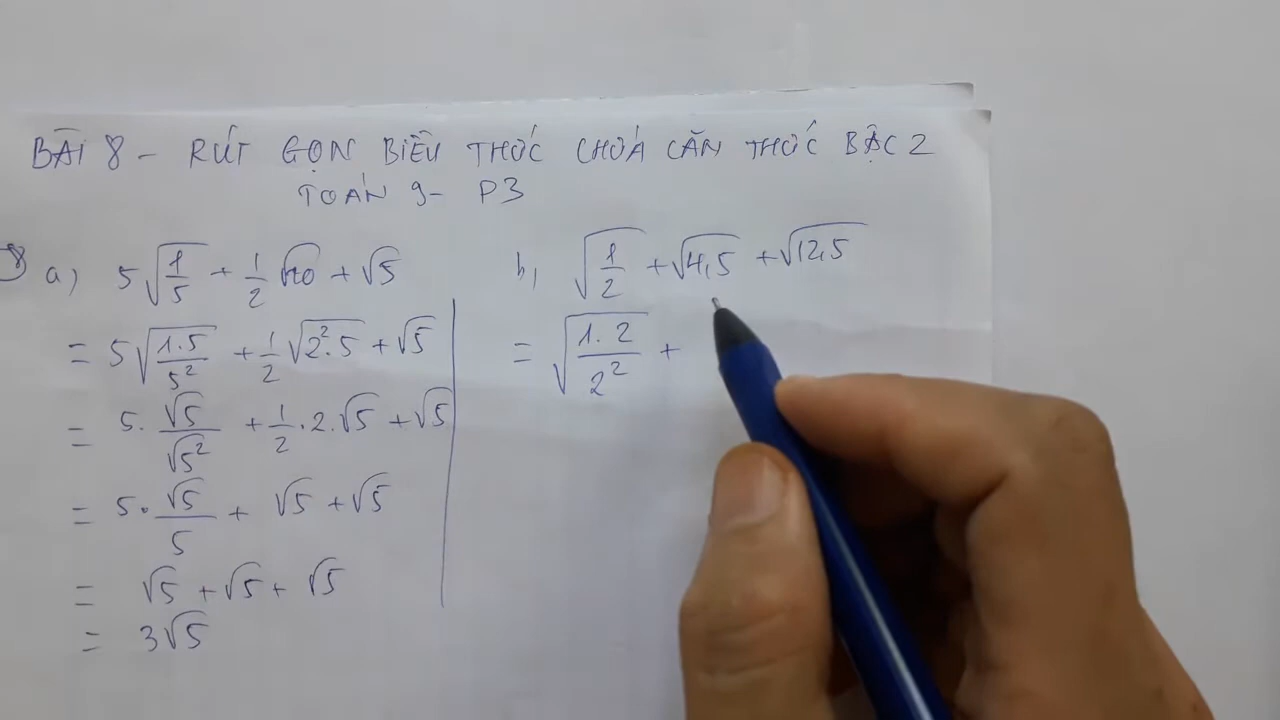 BÀI 8 - RÚT GỌN BIỂU THỨC CHỨA CĂN THỨC BẬC 2
TOÁN 9 - P3
8 a) 5√(1/5) + 1/2 √20 + √5
= 5√(1.5/5²) + 1/2 √(2².5) + √5
= 5. √5/√5² + 1/2 . 2. √5 + √5
= 5. √5/5 + √5 + √5
= √5 + √5 + √5
= 3√5
b, √(1/2) + √4,5 + √12,5
= √(1.2/2²) +